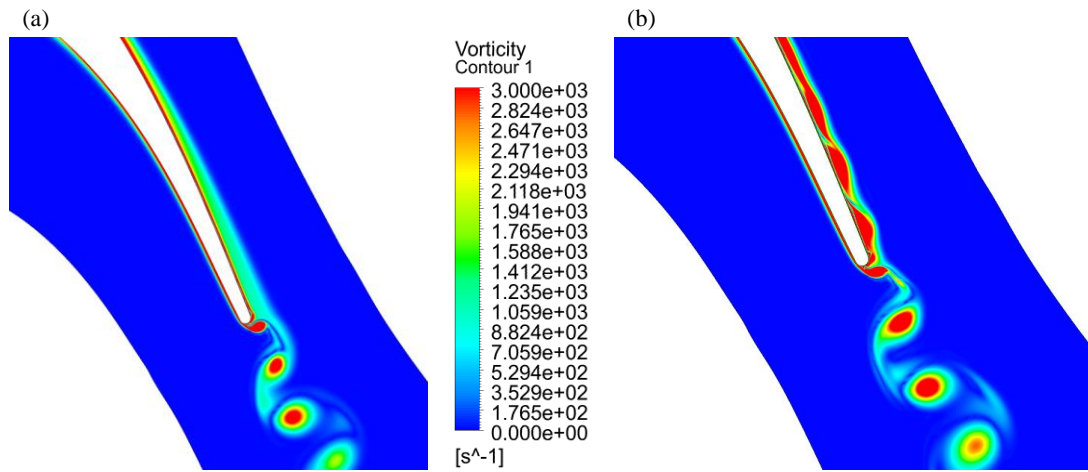 (a)
(b)
Vorticity
Contour 1
3.000e+03
2.824e+03
2.647e+03
2.471e+03
2.294e+03
2.118e+03
1.941e+03
1.765e+03
1.588e+03
1.412e+03
1.235e+03
1.059e+03
8.824e+02
7.059e+02
5.294e+02
3.529e+02
1.765e+02
0.000e+00
[s^-1]